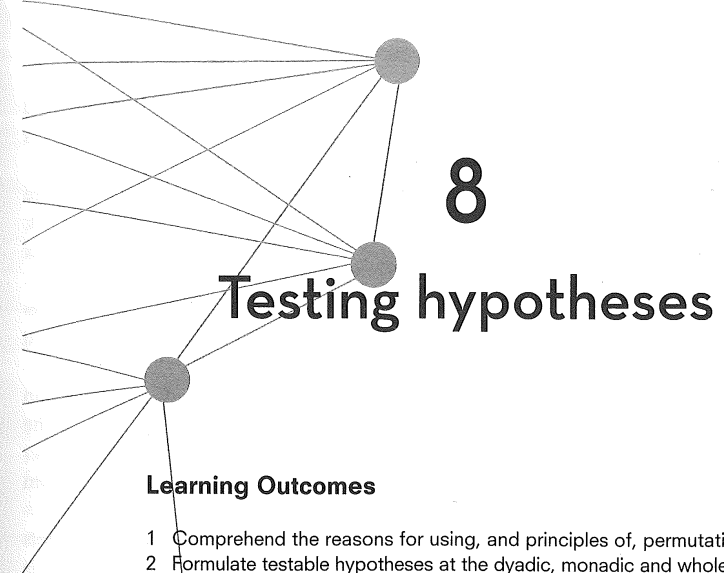 8
Testing hypotheses
Learning Outcomes
1 Comprehend the reasons for using, and principles of, permutati
2 Formulate testable hypotheses at the dyadic, monadic and whole